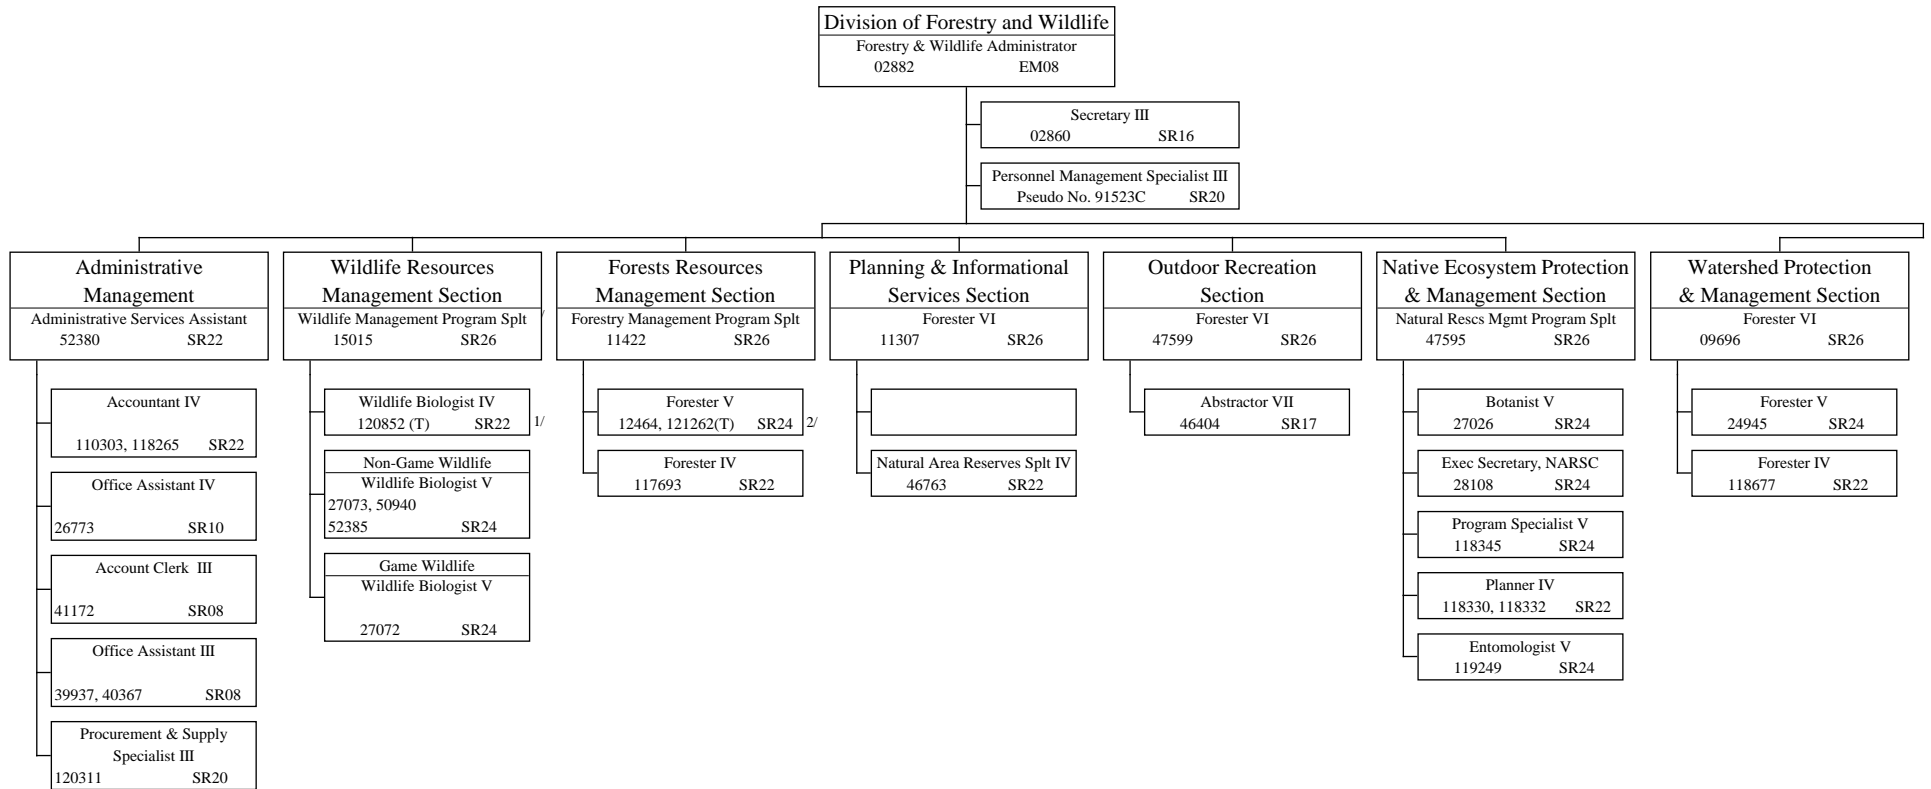 Division of Forestry and Wildlife
Forestry & Wildlife Administrator
02882 EM08
Secretary III
02860 SR16
Personnel Management Specialist III
Pseudo No. 91523C SR20
Administrative
Management
Administrative Services Assistant
52380 SR22
Accountant IV
110303, 118265 SR22
Office Assistant IV
26773 SR10
Account Clerk III
41172 SR08
Office Assistant III
39937, 40367 SR08
Procurement & Supply
Specialist III
120311 SR20
Wildlife Resources
Management Section
Wildlife Management Program Splt
15015 SR26
Wildlife Biologist IV
120852 (T) SR22 1/
Non-Game Wildlife
Wildlife Biologist V
27073, 50940
52385 SR24
Game Wildlife
Wildlife Biologist V
27072 SR24
Forests Resources
Management Section
Forestry Management Program Splt
11422 SR26
Forester V
12464, 121262(T) SR24 2/
Forester IV
117693 SR22
Planning & Informational
Services Section
Forester VI
11307 SR26
Natural Area Reserves Splt IV
46763 SR22
Outdoor Recreation
Section
Forester VI
47599 SR26
Abstractor VII
46404 SR17
Native Ecosystem Protection
& Management Section
Natural Rescs Mgmt Program Splt
47595 SR26
Botanist V
27026 SR24
Exec Secretary, NARSC
28108 SR24
Program Specialist V
118345 SR24
Planner IV
118330, 118332 SR22
Entomologist V
119249 SR24
Watershed Protection
& Management Section
Forester VI
09696 SR26
Forester V
24945 SR24
Forester IV
118677 SR22